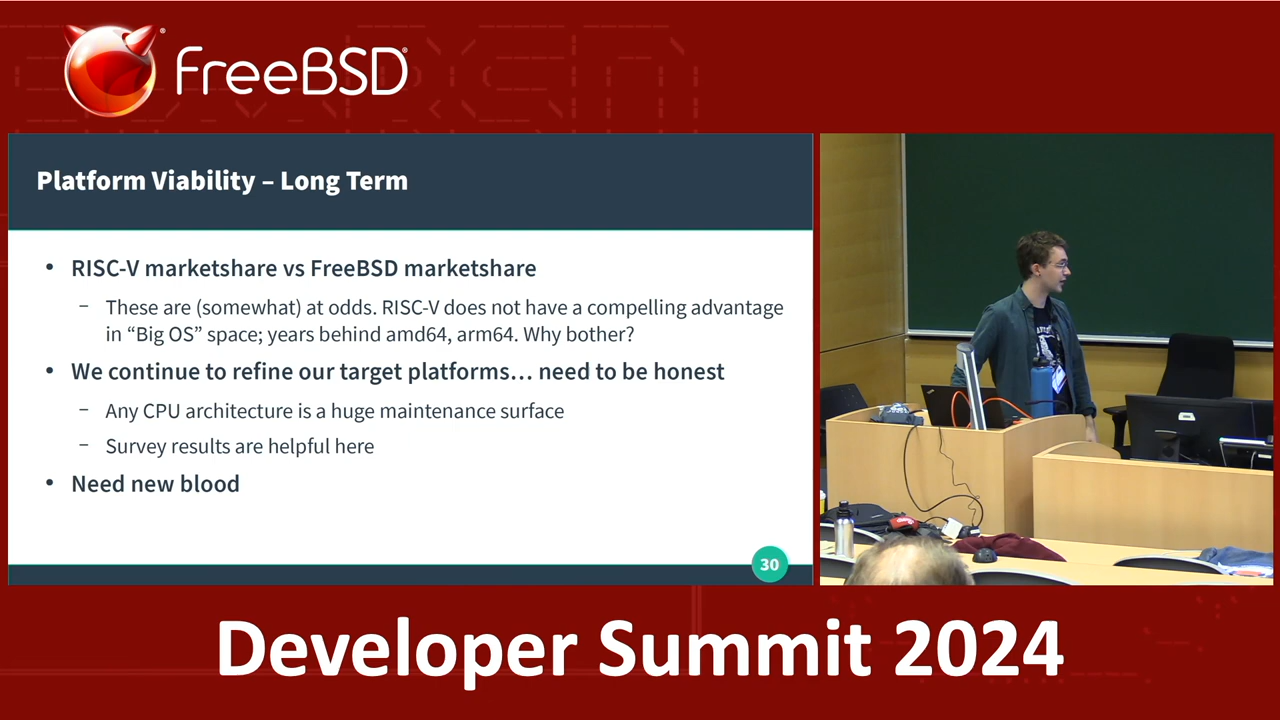 FreeBSD®
Platform Viability – Long Term
• RISC-V marketshare vs FreeBSD marketshare
– These are (somewhat) at odds. RISC-V does not have a compelling advantage
in “Big OS” space; years behind amd64, arm64. Why bother?
• We continue to refine our target platforms… need to be honest
– Any CPU architecture is a huge maintenance surface
– Survey results are helpful here
• Need new blood
30
Developer Summit 2024